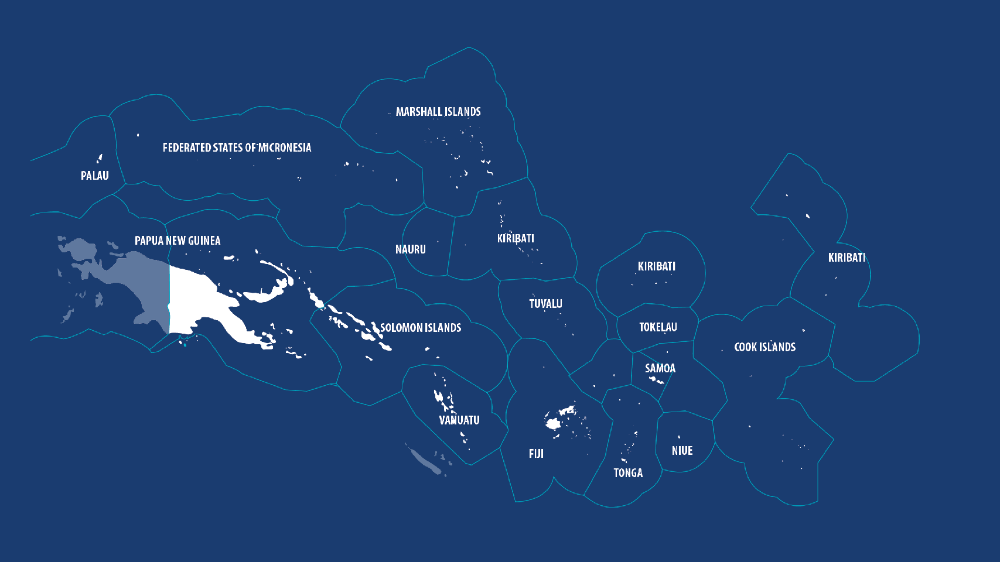 MARSHALL ISLANDS
FEDERATED STATES OF MICRONESIA
PALAU
PAPUA NEW GUINEA
NAURU
KIRIBATI
KIRIBATI
KIRIBATI
TUVALU
SOLOMON ISLANDS
TOKELAU
COOK ISLANDS
SAMOA
VANUATU
FIJI
NIUE
TONGA